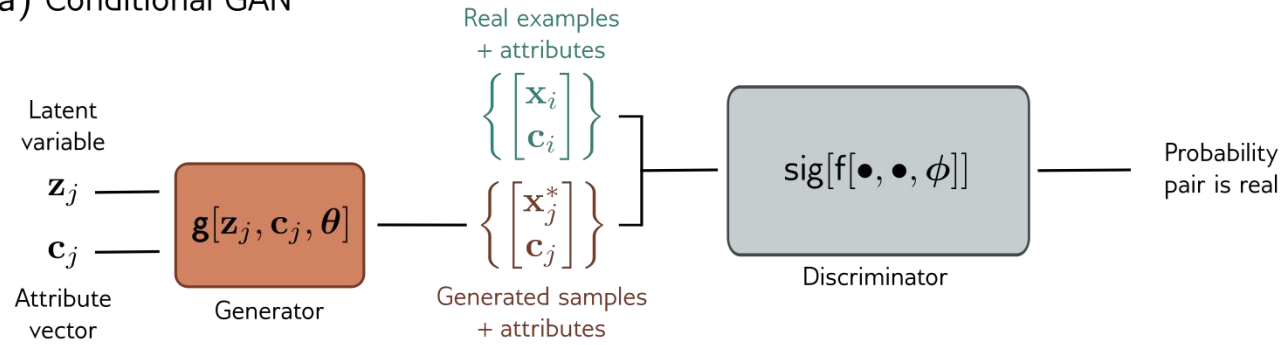 a) Conditional GAN
Real examples
+ attributes
{[x_i
c_i]}
Latent
variable
z_j
c_j
Attribute
vector
g[z_j, c_j, θ]
Generator
{[x_j^*
c_j]}
Generated samples
+ attributes
sig[f[•, •, ϕ]]
Discriminator
Probability
pair is real